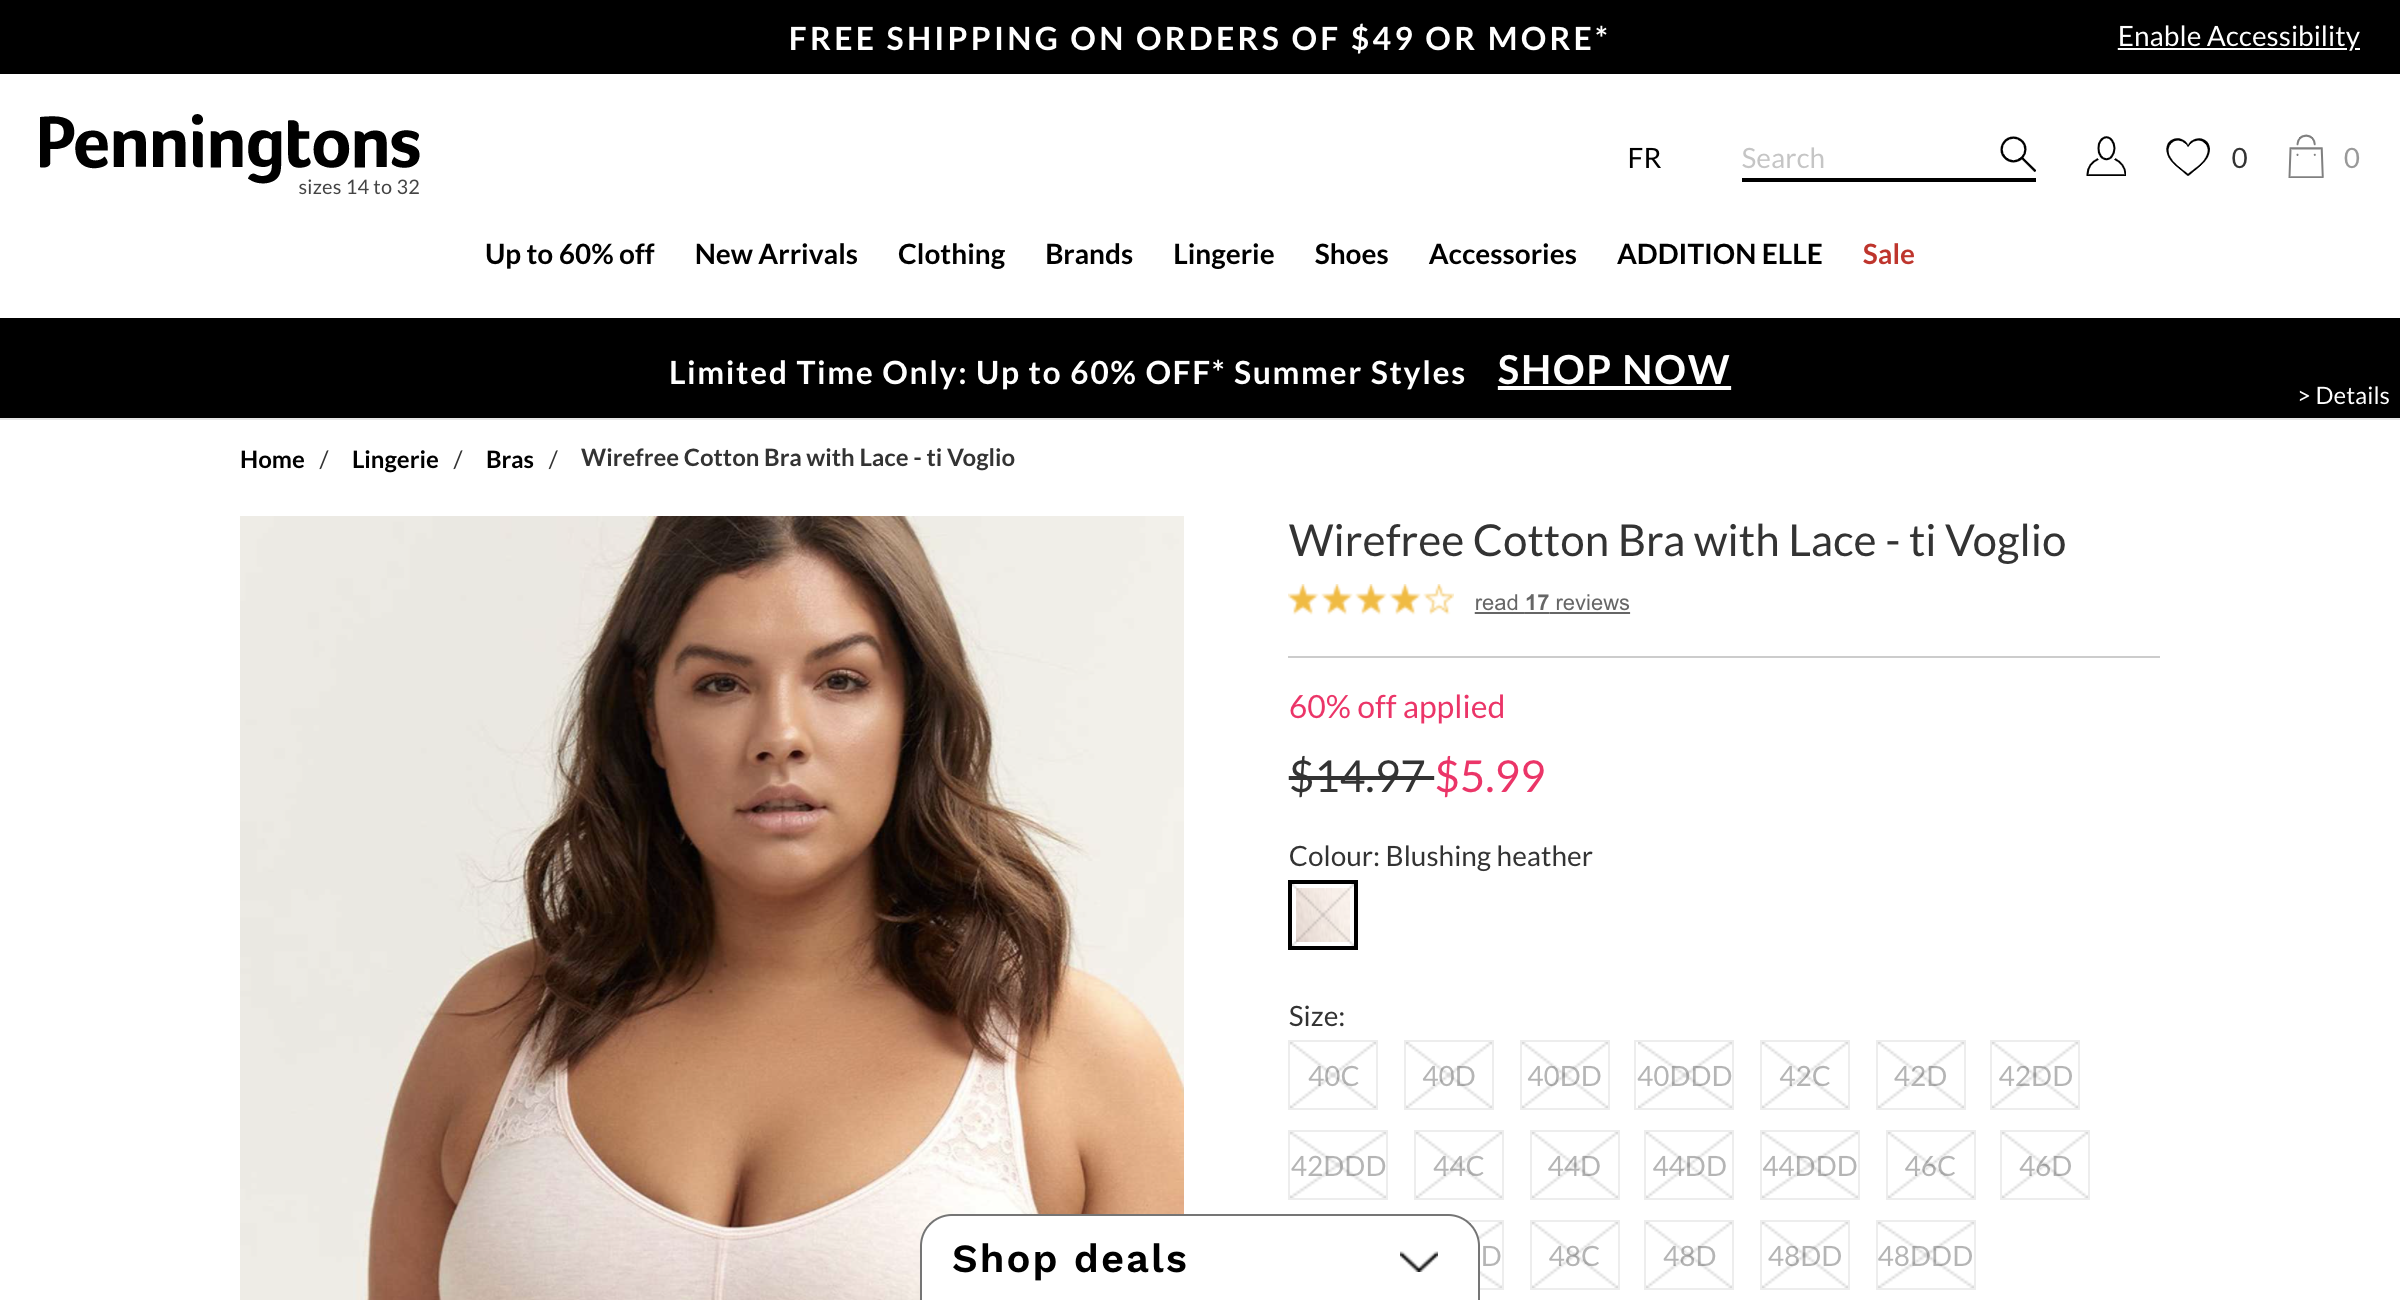 FREE SHIPPING ON ORDERS OF $49 OR MORE*
Enable Accessibility
Penningtons
sizes 14 to 32
FR
Search
0
0
Up to 60% off
New Arrivals
Clothing
Brands
Lingerie
Shoes
Accessories
ADDITION ELLE
Sale
Limited Time Only: Up to 60% OFF* Summer Styles SHOP NOW
> Details
Home / Lingerie / Bras / Wirefree Cotton Bra with Lace - ti Voglio
Wirefree Cotton Bra with Lace - ti Voglio
read 17 reviews
60% off applied
$14.97 $5.99
Colour: Blushing heather
Size:
40C 40D 40DD 40DDD 42C 42D 42DD
42DDD 44C 44D 44DD 44DDD 46C 46D
48C 48D 48DD 48DDD
Shop deals